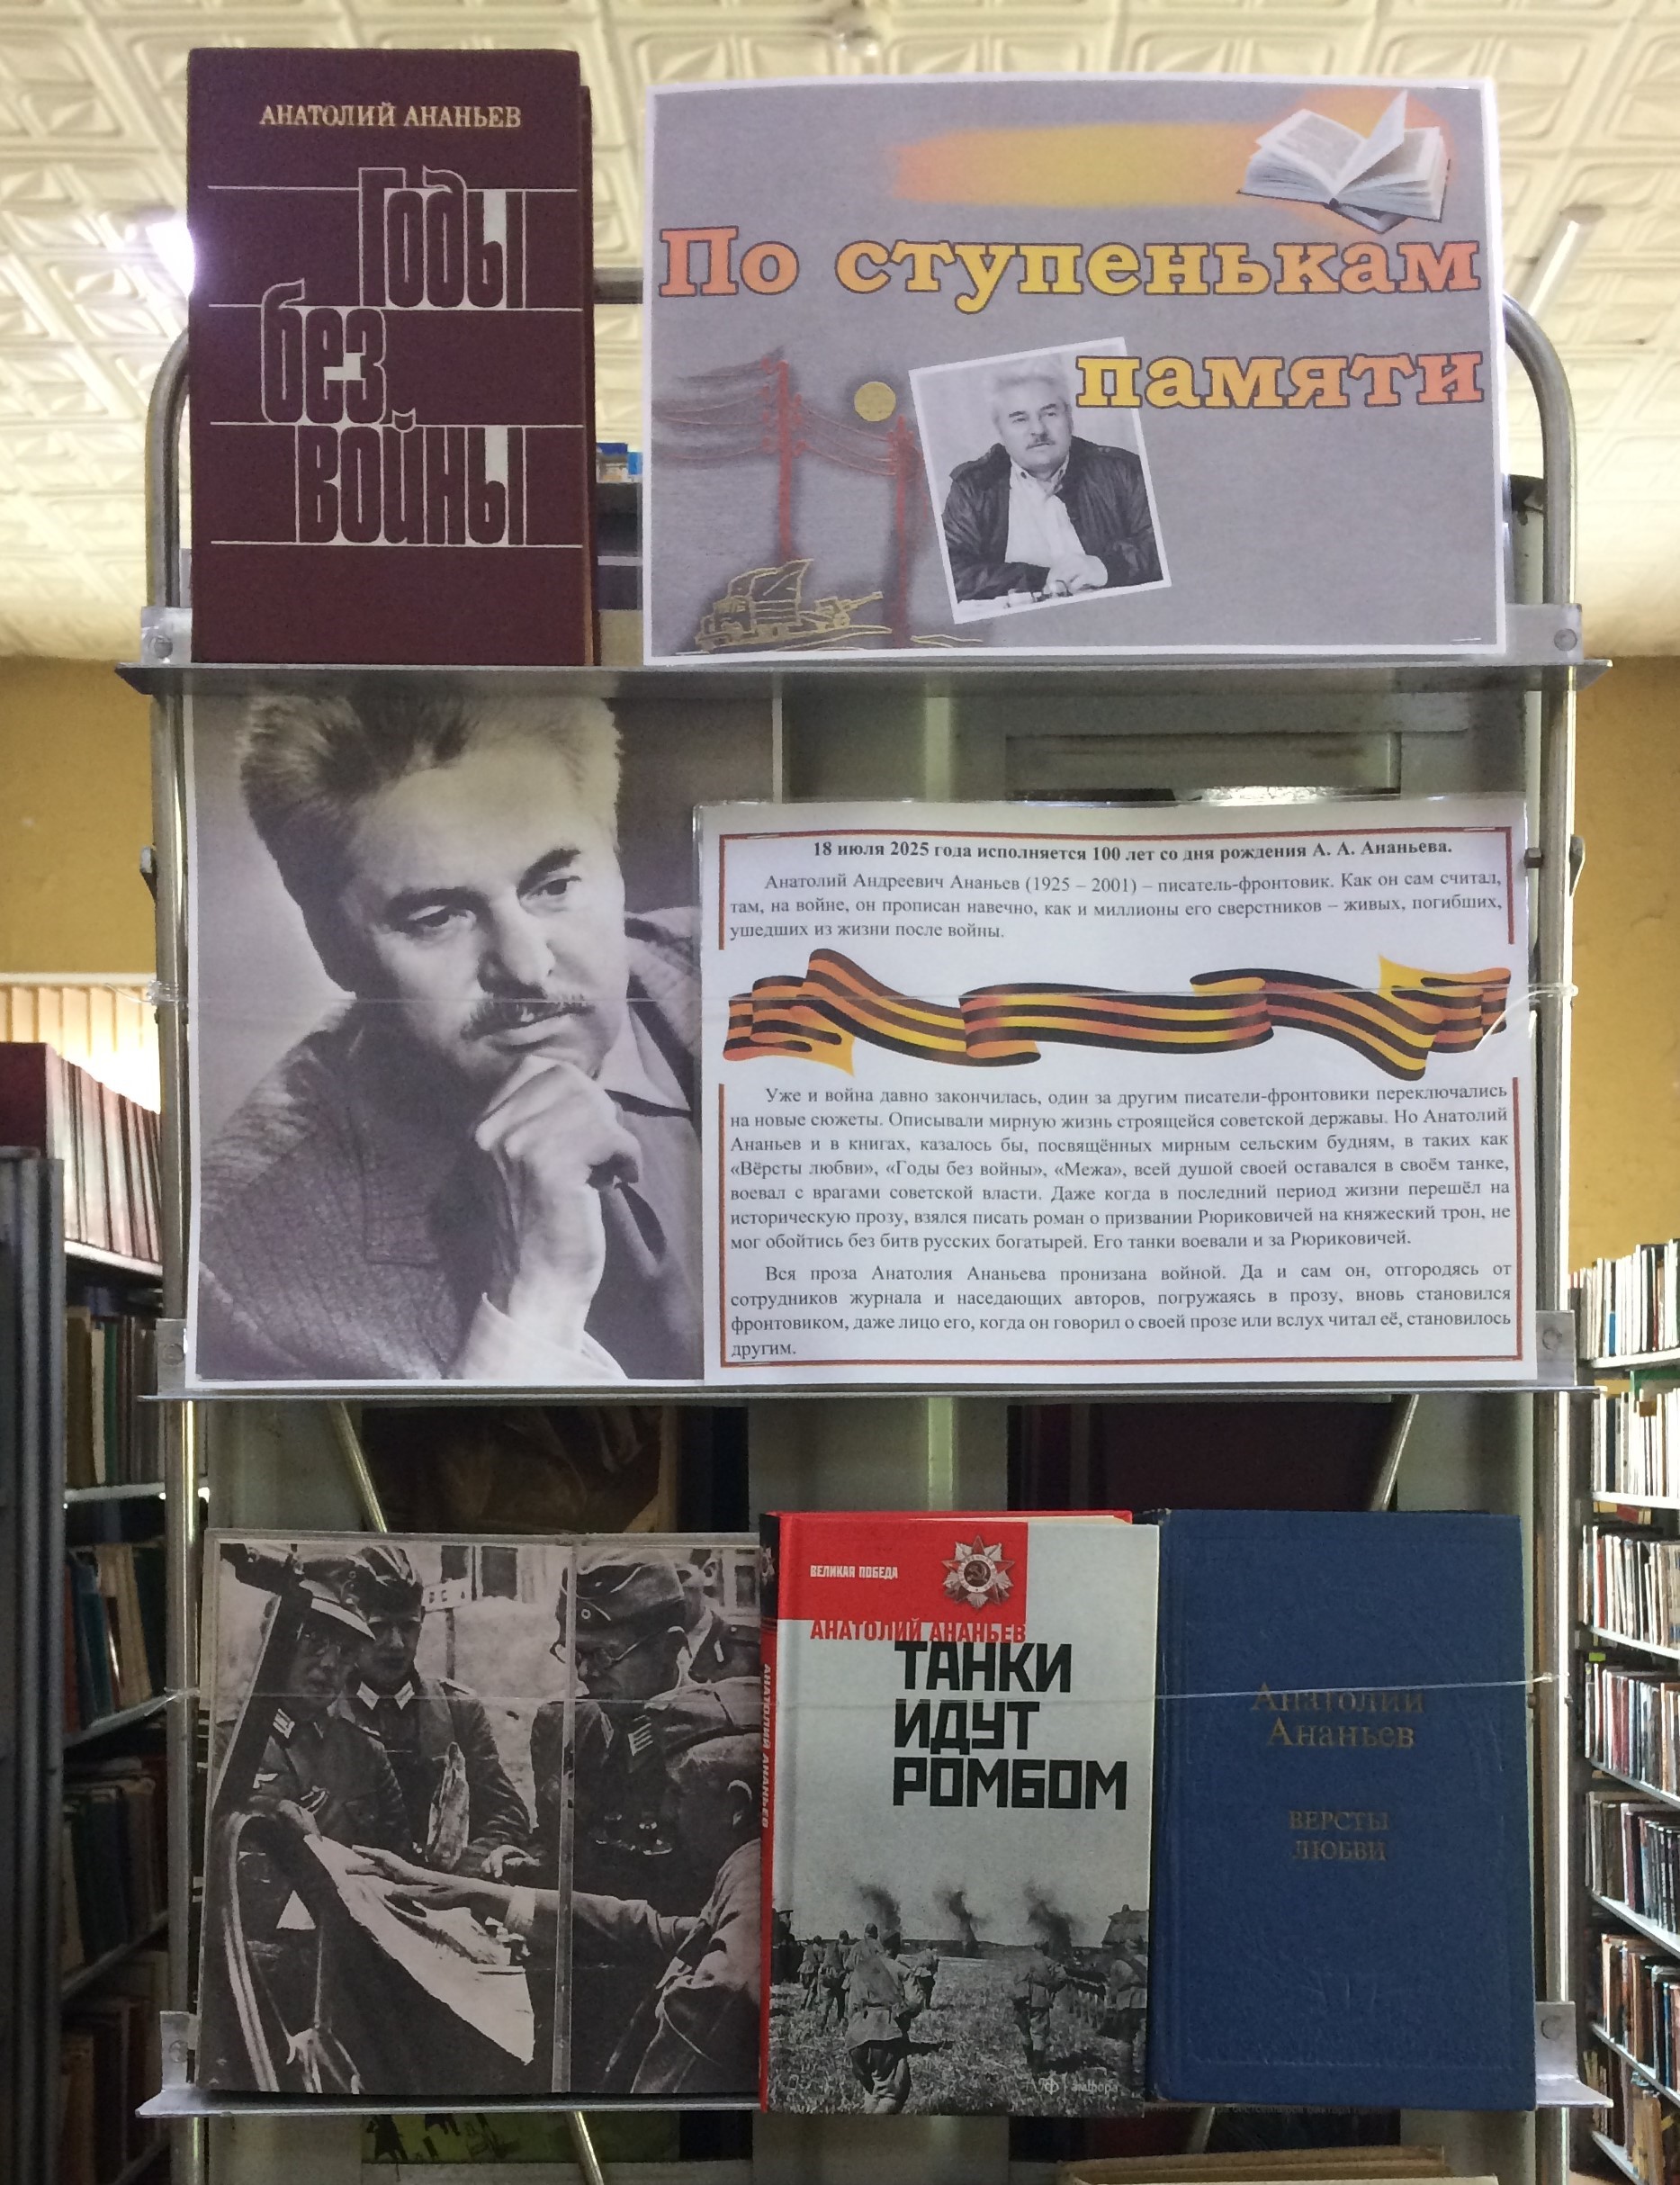 АНАТОЛИЙ АНАНЬЕВ
Годы
без
войны
По ступенькам
памяти
18 июля 2025 года исполняется 100 лет со дня рождения А. А. Ананьева.
Анатолий Андреевич Ананьев (1925 – 2001) – писатель-фронтовик. Как он сам считал,
там, на войне, он прописан навечно, как и миллионы его сверстников – живых, погибших,
ушедших из жизни после войны.
Уже и война давно закончилась, один за другим писатели-фронтовики переключались
на новые сюжеты. Описывали мирную жизнь строящейся советской державы. Но Анатолий
Ананьев и в книгах, казалось бы, посвящённых мирным сельским будням, в таких как
«Вёрсты любви», «Годы без войны», «Межа», всей душой своей оставался в своём танке,
воевал с врагами советской власти. Даже когда в последний период жизни перешёл на
историческую прозу, взялся писать роман о призвании Рюриковичей на княжеский трон, не
мог обойтись без битв русских богатырей. Его танки воевали и за Рюриковичей.
Вся проза Анатолия Ананьева пронизана войной. Да и сам он, отгородясь от
сотрудников журнала и наседающих авторов, погружаясь в прозу, вновь становился
фронтовиком, даже лицо его, когда он говорил о своей прозе или вслух читал её, становилось
другим.
ВЕЛИКАЯ ПОБЕДА
АНАТОЛИЙ АНАНЬЕВ
ТАНКИ
ИДУТ
РОМБОМ
АНАТОЛИЙ АНАНЬЕВ
амфора
Анатолий
Ананьев
ВЕРСТЫ
ЛЮБВИ